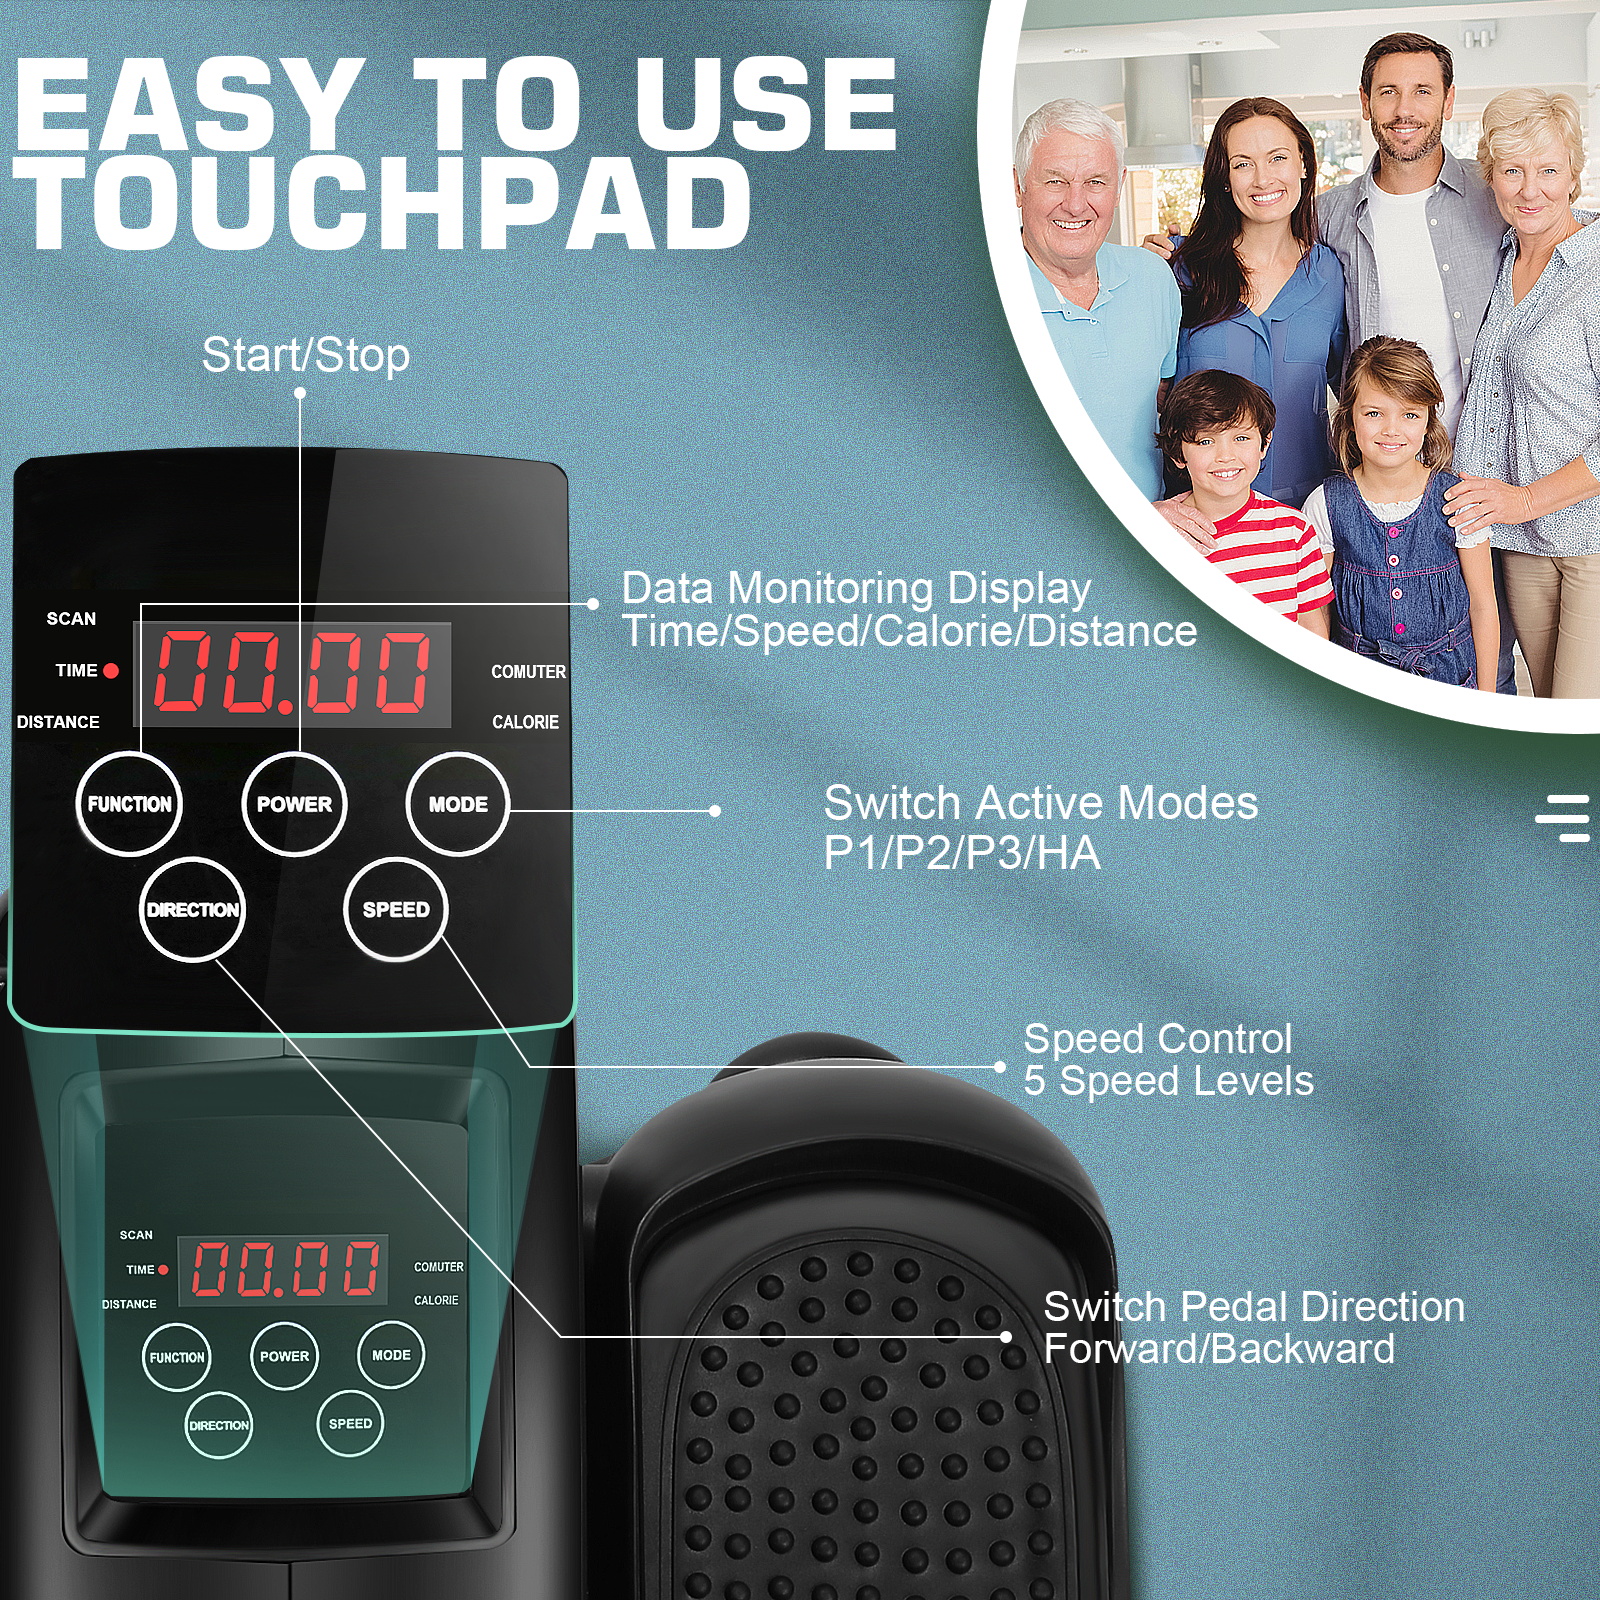 EASY TO USE
TOUCHPAD
Start/Stop
Data Monitoring Display
Time/Speed/Calorie/Distance
SCAN
TIME
DISTANCE
00.00
COMUTER
CALORIE
FUNCTION
POWER
MODE
DIRECTION
SPEED
Switch Active Modes
P1/P2/P3/HA
Speed Control
5 Speed Levels
SCAN
TIME
DISTANCE
00.00
COMUTER
CALORIE
FUNCTION
POWER
MODE
DIRECTION
SPEED
Switch Pedal Direction
Forward/Backward